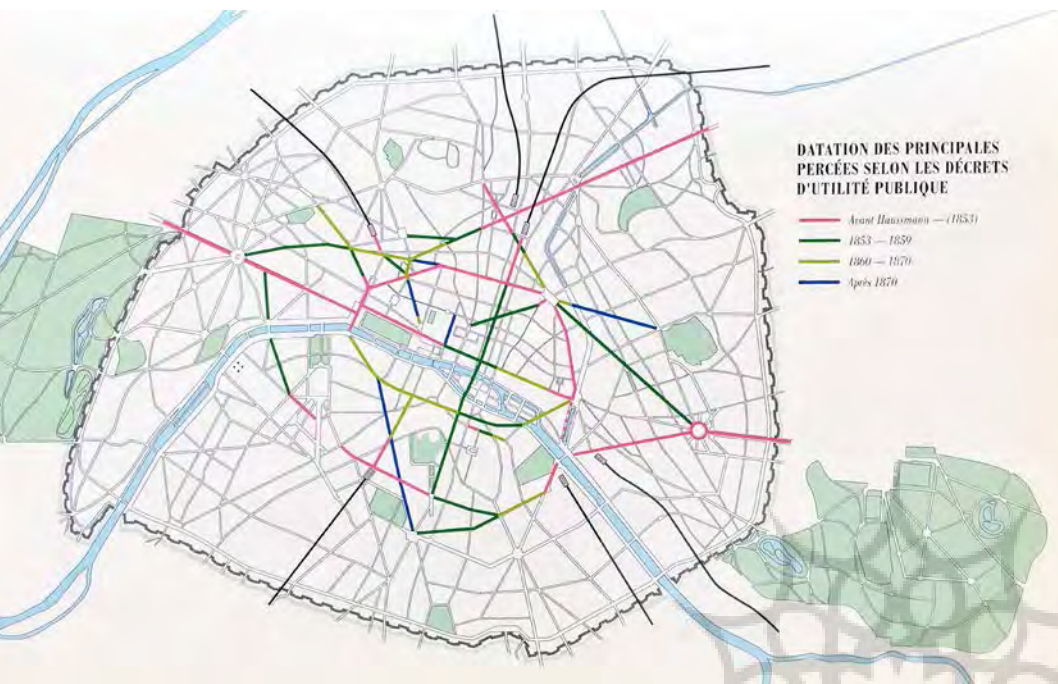 DATATION DES PRINCIPALES
PERCÉES SELON LES DÉCRETS
D'UTILITÉ PUBLIQUE
Avant Haussmann — (1853)
1853 — 1859
1860 — 1870
Après 1870